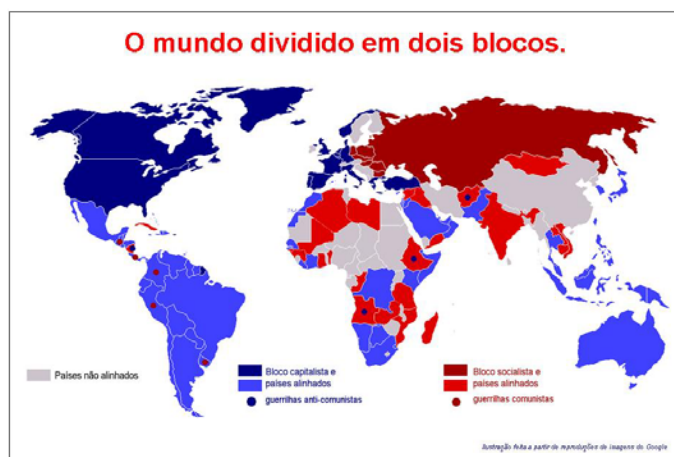 O mundo dividido em dois blocos.
Países não alinhados
Bloco capitalista e
países alinhados
guerrilhas anti-comunistas
Bloco socialista e
países alinhados
guerrilhas comunistas
Ilustração feita a partir de reproduções de imagens do Google